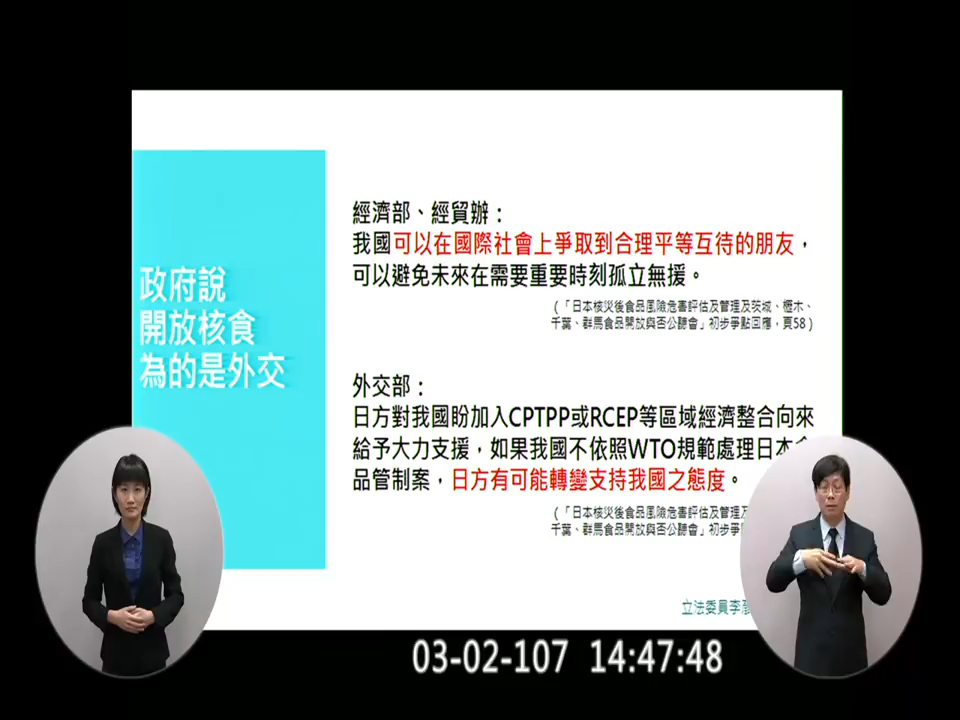 政府說
開放核食
為的是外交
經濟部、經貿辦：
我國可以在國際社會上爭取到合理平等互待的朋友，
可以避免未來在需要重要時刻孤立無援。
(「日本核災後食品風險危害評估及管理及茨城、櫪木、
千葉、群馬食品開放與否公聽會」初步爭點回應，頁58)
外交部：
日方對我國盼加入CPTPP或RCEP等區域經濟整合向來
給予大力支援，如果我國不依照WTO規範處理日本
品管制案，日方有可能轉變支持我國之態度。
(「日本核災後食品風險危害評估及管理及
千葉、群馬食品開放與否公聽會」初步爭
立法委員李彥
03-02-107 14:47:48